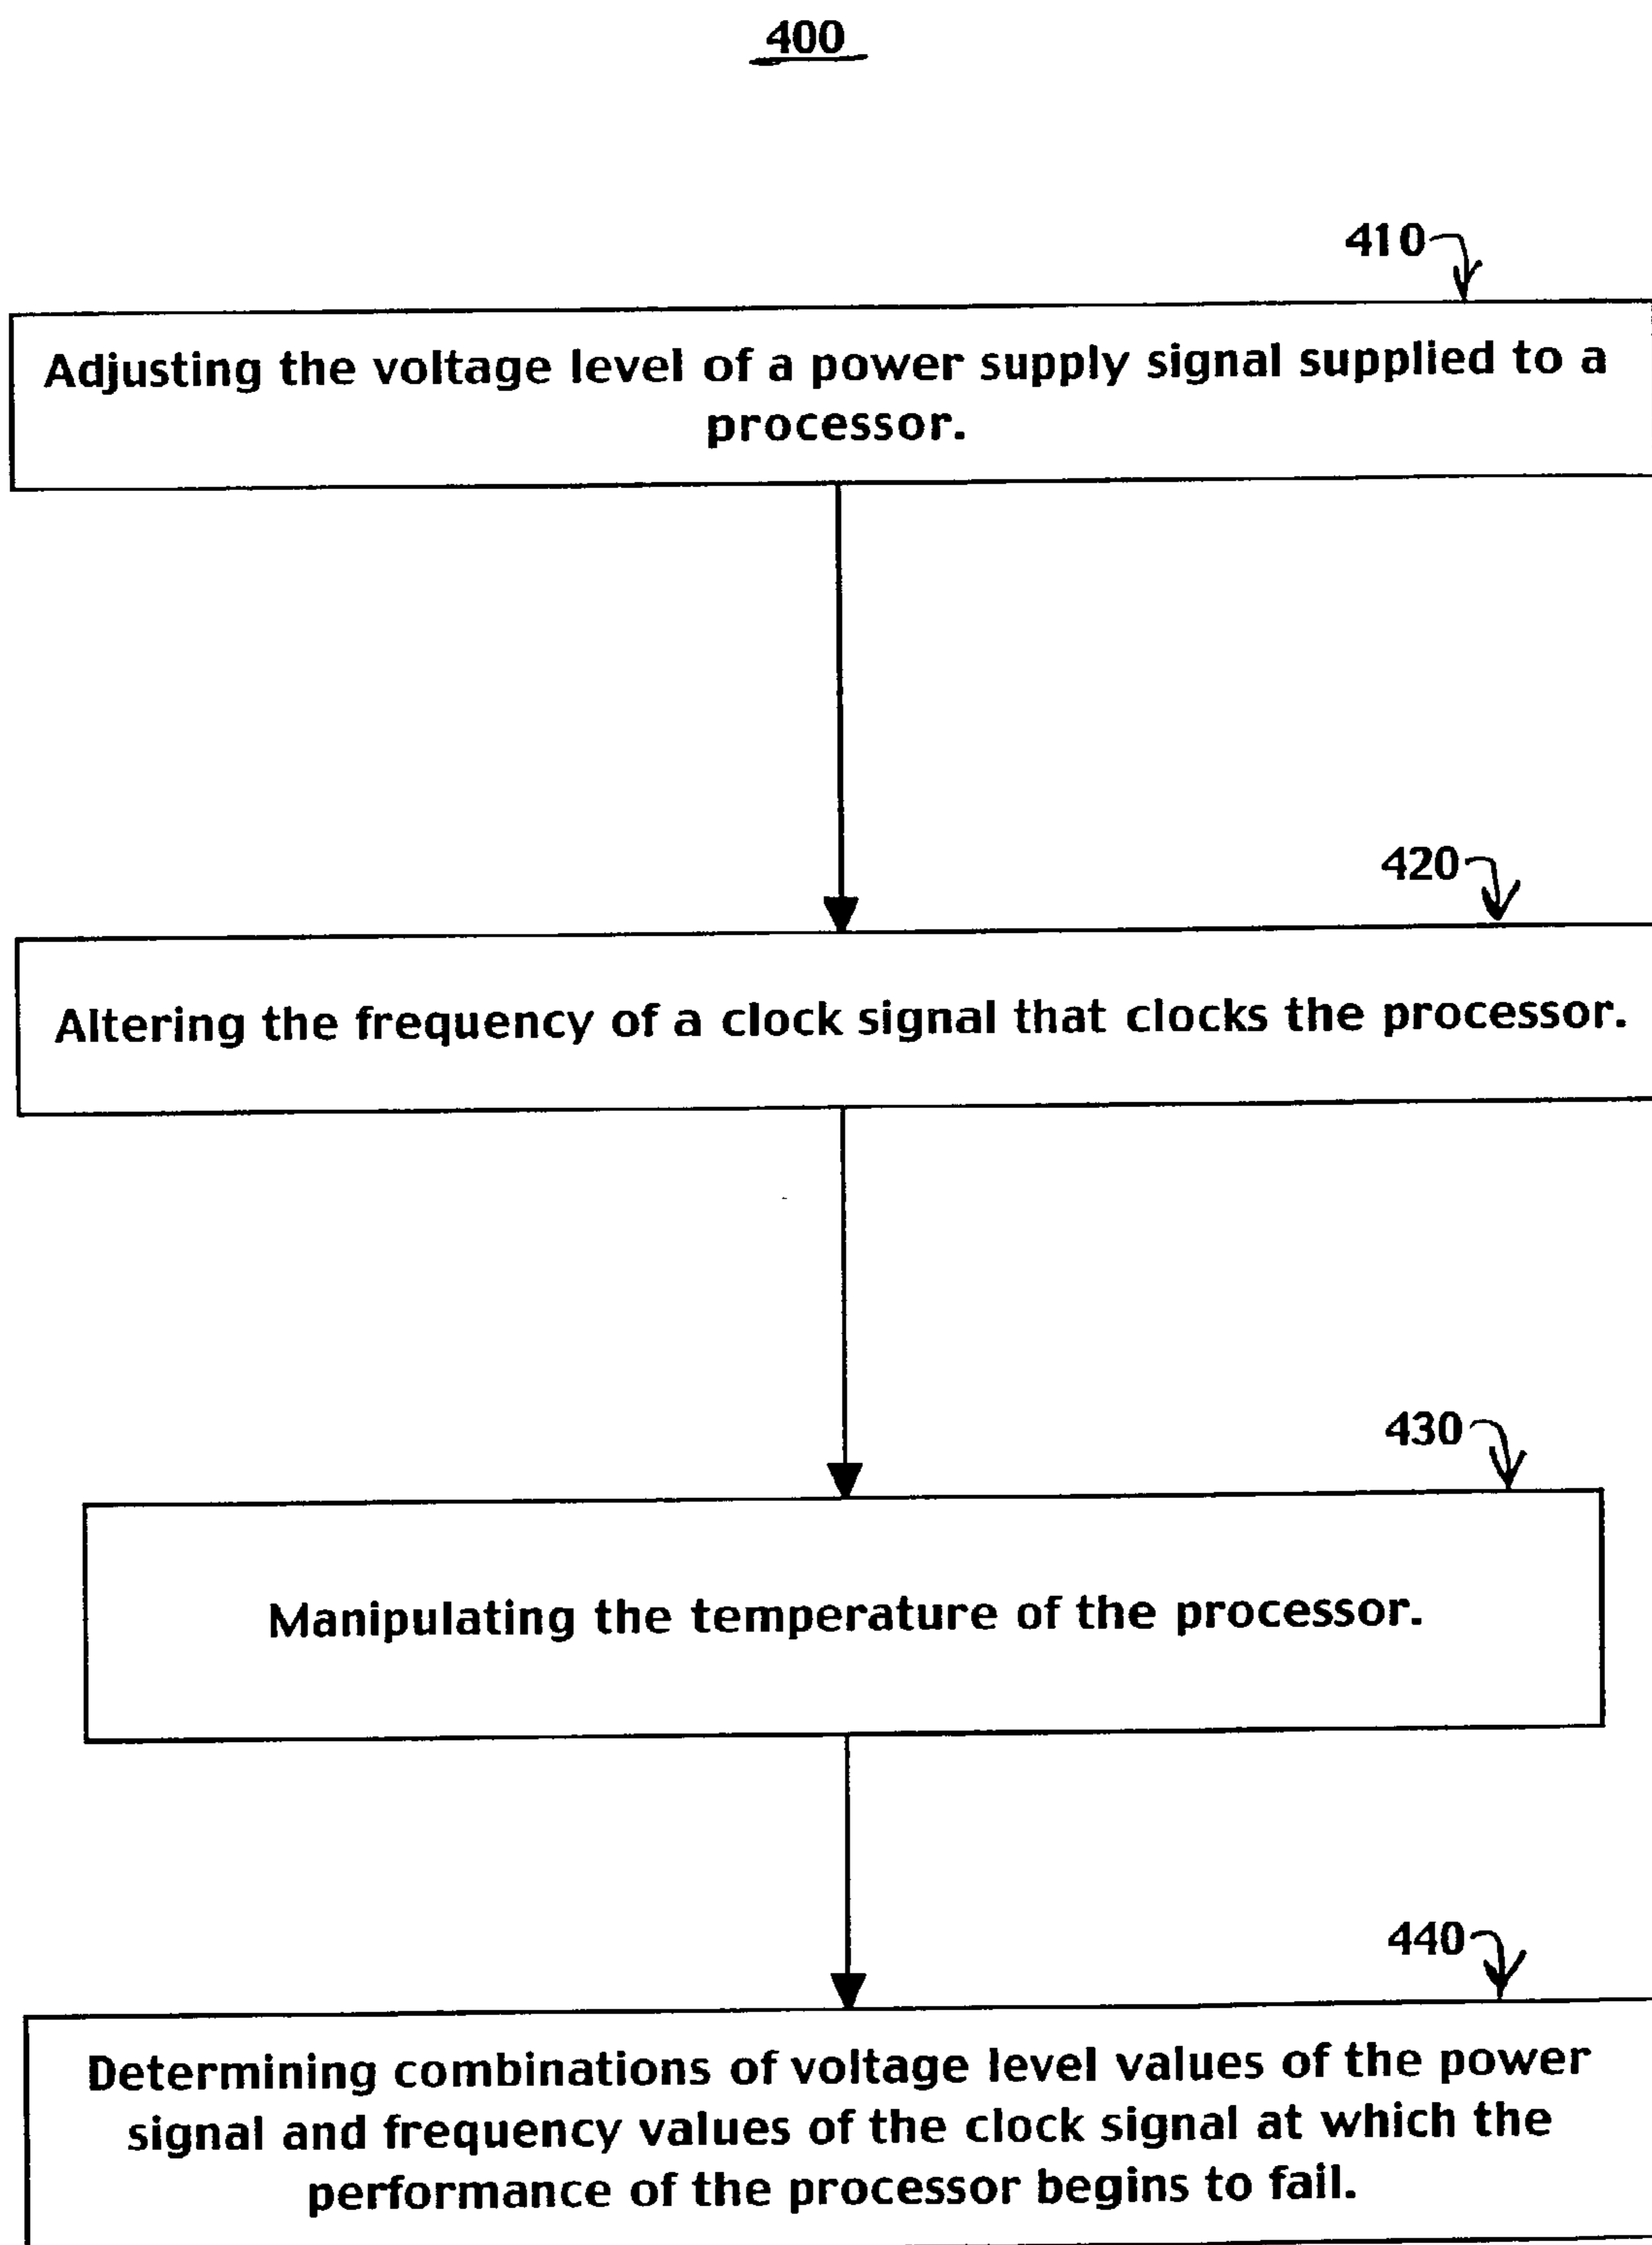 400
410
Adjusting the voltage level of a power supply signal supplied to a
processor.
420
Altering the frequency of a clock signal that clocks the processor.
430
Manipulating the temperature of the processor.
440
Determining combinations of voltage level values of the power
signal and frequency values of the clock signal at which the
performance of the processor begins to fail.